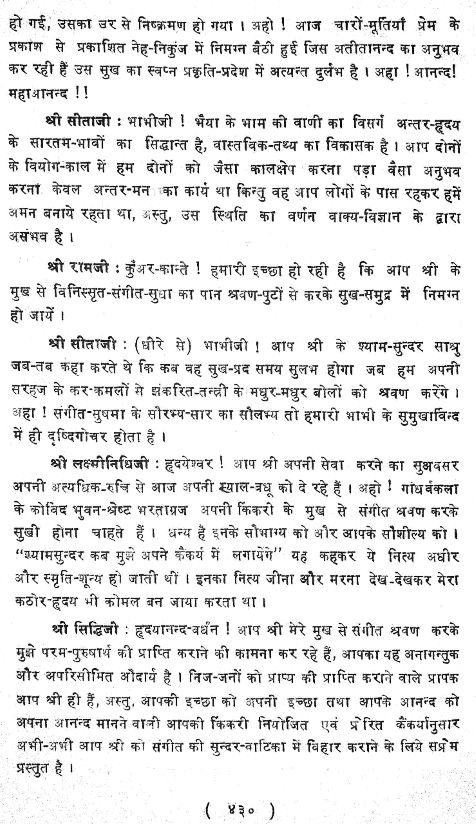 हो गई, उसका उर से निष्क्रमण हो गया । अहो ! आज चारों-मूर्तियाँ प्रेम के
प्रकाश से प्रकाशित नेह-निकुंज में निमग्न बैठी हुई जिस अतीतानन्द का अनुभव
कर रही हैं उस सुख का स्वप्न प्रकृति-प्रदेश में अत्यन्त दुर्लभ है । अहा ! आनन्द!
महाआनन्द !!
श्री सीताजी : भाभीजी ! भैया के भाम की वाणी का विसर्ग अन्तर-हृदय
के सारतम-भावों का सिद्धान्त है, वास्तविक-तथ्य का विकासक है । आप दोनों
के वियोग-काल में हम दोनों को जैसा कालक्षेप करना पड़ा वैसा अनुभव
करना केवल अन्तर-मन का कार्य था किन्तु वह आप लोगों के पास रहकर हमें
अमन बनाये रहता था, अस्तु, उस स्थिति का वर्णन वाक्य-विज्ञान के द्वारा
असंभव है ।
श्री रामजी : कुँअर-कान्ते ! हमारी इच्छा हो रही है कि आप श्री के
मुख से विनिस्सृत-संगीत-सुधा का पान श्रवण-पुटों से करके सुख-समुद्र में निमग्न
हो जायें ।
श्री सीताजी : (धीरे से) भाभीजी ! आप श्री के श्याम-सुन्दर साश्रु
जब-तब कहा करते थे कि कब वह सुख-प्रद समय सुलभ होगा जब हम अपनी
सरहज के कर-कमलों से झंकरित-तन्त्री के मधुर-मधुर बोलों को श्रवण करेंगे ।
अहा ! संगीत-सुषमा के सौरभ्य-सार का सौलभ्य तो हमारी भाभी के सुमुखाविन्द
में ही दृष्टिगोचर होता है ।
श्री लक्ष्मीनिधिजी : हृदयेश्वर ! आप श्री अपनी सेवा करने का सुअवसर
अपनी अत्यधिक-रुचि से आज अपनी श्याल-वधू को दे रहे हैं । अहो ! गांधर्वकला
के कोविद भुवन-श्रेष्ट भरताग्रज अपनी किंकरी के मुख से संगीत श्रवण करके
सुखी होना चाहते हैं । धन्य है इनके सौभाग्य को और आपके सौशील्य को ।
“श्यामसुन्दर कब मुझे अपने कैंकर्य में लगायेंगे” यह कहकर ये नित्य अधीर
और स्मृति-शून्य हो जाती थीं । इनका नित्य जीना और मरना देख-देखकर मेरा
कठोर-हृदय भी कोमल बन जाया करता था ।
श्री सिद्धिजी : हृदयानन्द-वर्धन ! आप श्री मेरे मुख से संगीत श्रवण करके
मुझे परम-पुरुषार्थ की प्राप्ति कराने की कामना कर रहे हैं, आपका यह अनागन्तुक
और अपरिसीमित औदार्य है । निज-जनों को प्राप्य की प्राप्ति कराने वाले प्रापक
आप श्री ही हैं, अस्तु, आपकी इच्छा को अपनी इच्छा तथा आपके आनन्द को
अपना आनन्द मानने वाली आपकी किंकरी नियोजित एवं प्रेरित कैंकर्यानुसार
अभी-अभी आप श्री को संगीत की सुन्दर-वाटिका में विहार कराने के लिये सप्रेम
प्रस्तुत है ।
( ४३० )